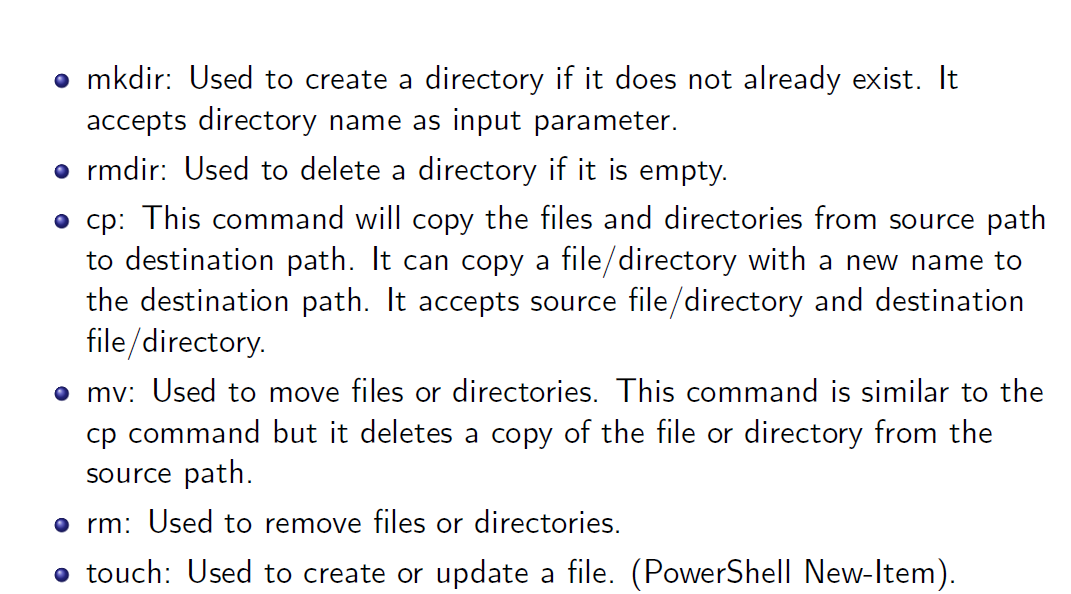 mkdir: Used to create a directory if it does not already exist. It
accepts directory name as input parameter.
rmdir: Used to delete a directory if it is empty.
cp: This command will copy the files and directories from source path
to destination path. It can copy a file/directory with a new name to
the destination path. It accepts source file/directory and destination
file/directory.
mv: Used to move files or directories. This command is similar to the
cp command but it deletes a copy of the file or directory from the
source path.
rm: Used to remove files or directories.
touch: Used to create or update a file. (PowerShell New-Item).